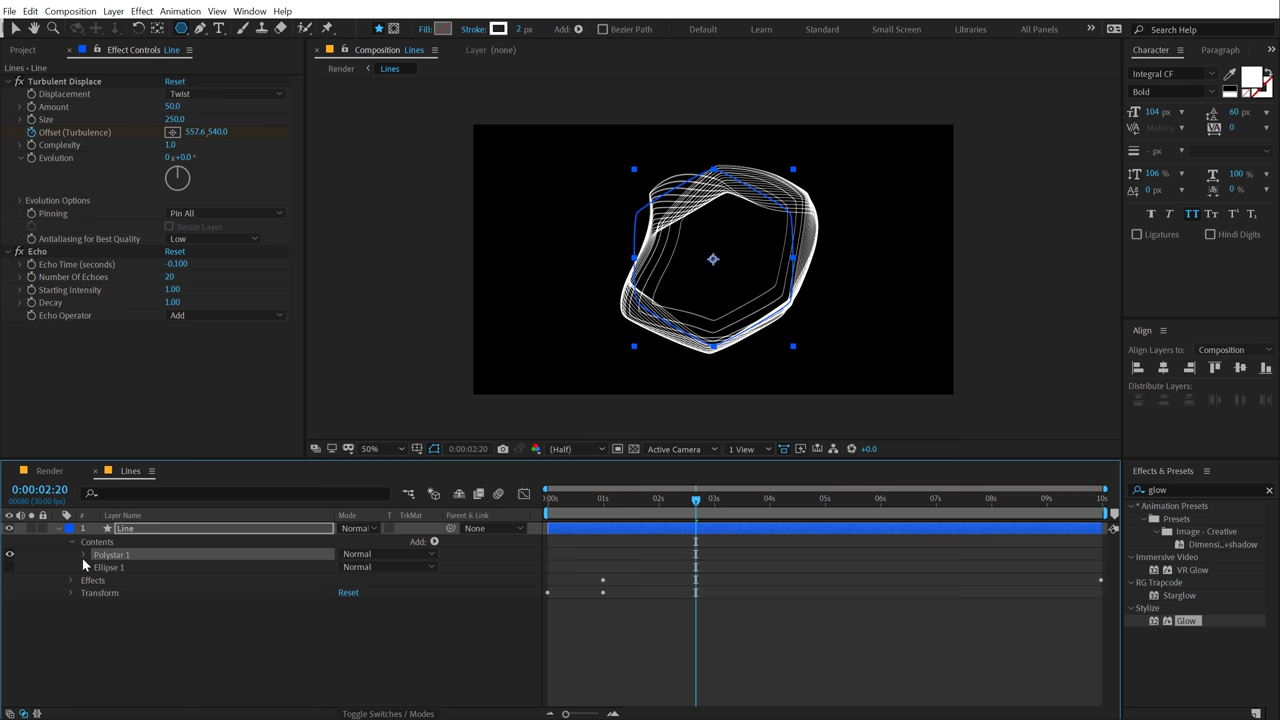 File Edit Composition Layer Effect Animation View Window Help
Fill: Stroke: 2 px Add: Bezier Path Default Learn Standard Small Screen Libraries All Panels Search Help
Project Effect Controls Line Composition Lines Layer (none) Character Paragraph
Lines • Line Render Lines Integral CF
Turbulent Displace Reset
Displacement Twist Bold
Amount 50.0
Size 250.0 104 px 60 px
Offset (Turbulence) 557.6,540.0 Metrics 0
Complexity 1.0
Evolution 0x+0.0° - px
106 % 100 %
0 px 0 %
Evolution Options
Pinning Pin All
Resize Layer
Antialiasing for Best Quality Low Ligatures Hindi Digits
Echo Reset
Echo Time (seconds) -0.100
Number Of Echoes 20
Starting Intensity 1.00
Decay 1.00
Echo Operator Add
Align
Align Layers to: Composition
Distribute Layers:
50% 0:00:02:20 (Half) Active Camera 1 View +0.0
Render Lines Effects & Presets
0:00:02:20 glow
00080 (30.00 fps) :00s 01s 02s 03s 04s 05s 06s 07s 08s 09s 10s
* Animation Presets
# Layer Name Mode T TrkMat Parent & Link Presets
1 Line Norma None Image - Creative
Contents Add: Dimensi...+shadow
Polystar 1 Normal Immersive Video
Ellipse 1 Normal VR Glow
Effects RG Trapcode
Transform Reset Starglow
Stylize
Glow
Toggle Switches / Modes